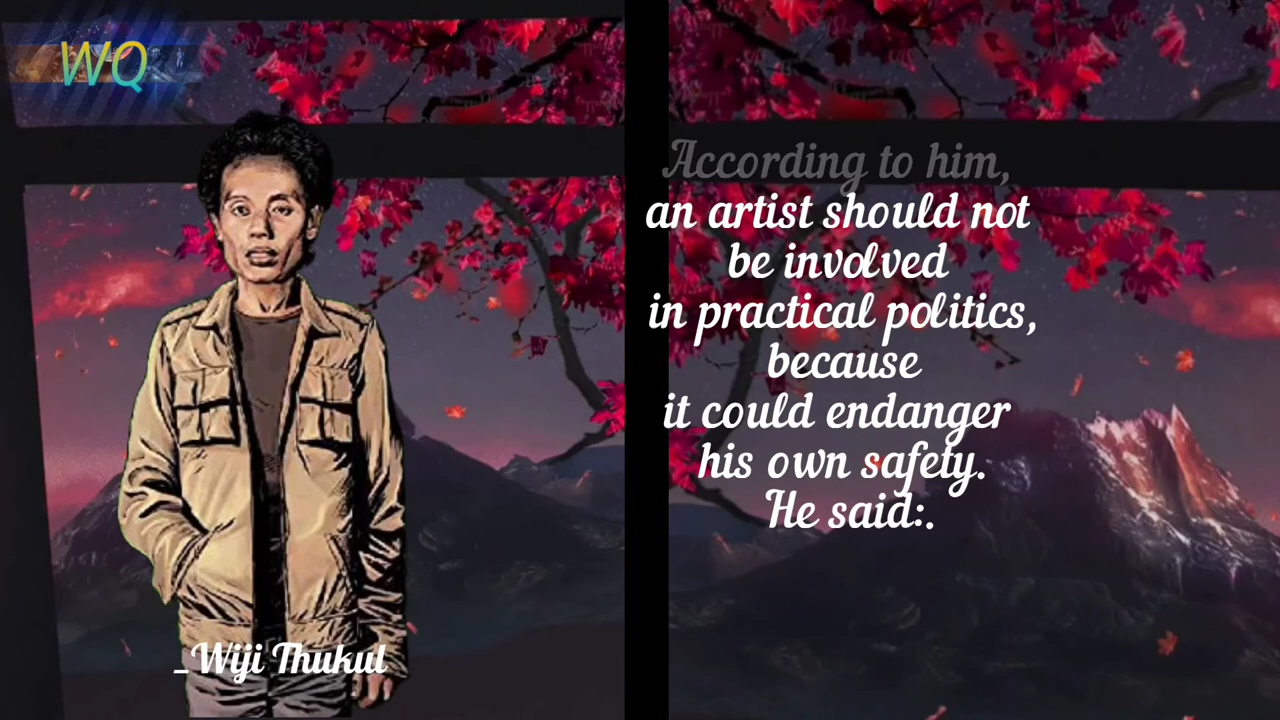 WQ
According to him,
an artist should not
be involved
in practical politics,
because
it could endanger
his own safety.
He said:.
_Wiji Thukul